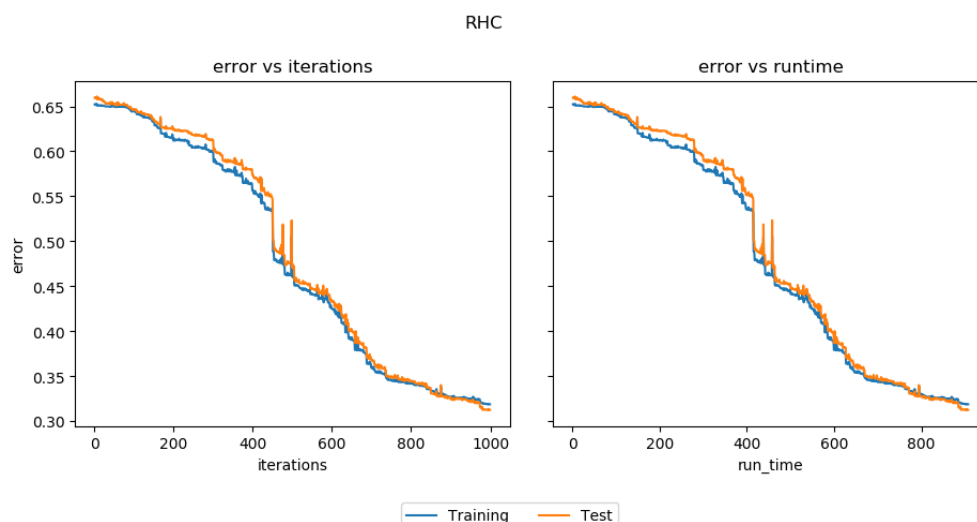 RHC
error vs iterations
error vs runtime
0.65
0.60
0.55
0.50
0.45
0.40
0.35
0.30
error
0 200 400 600 800 1000
0 200 400 600 800
iterations
run_time
Training Test